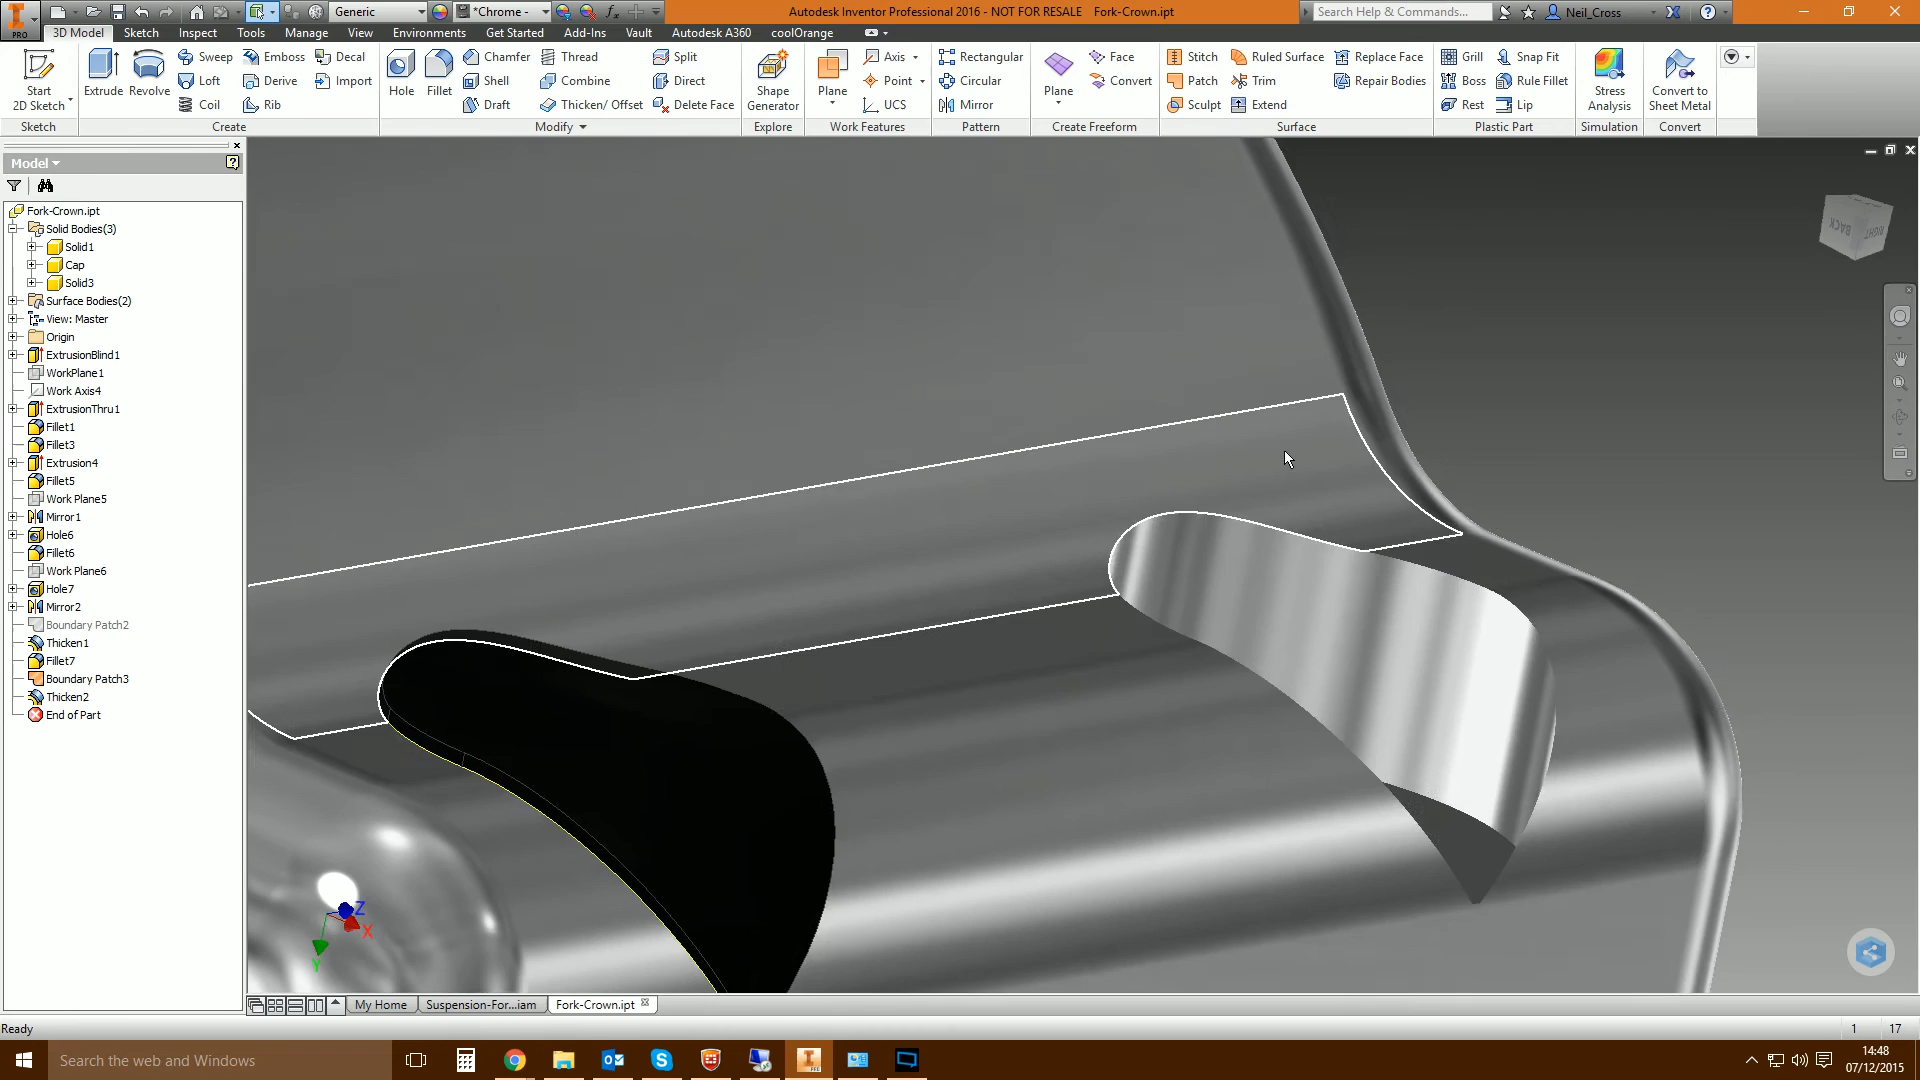 Generic
*Chrome -
Autodesk Inventor Professional 2016 - NOT FOR RESALE Fork-Crown.ipt
Search Help & Commands...
Neil_Cross
PRO
3D Model Sketch Inspect Tools Manage View Environments Get Started Add-Ins Vault Autodesk A360 coolOrange
Start
2D Sketch
Extrude Revolve
Sweep Emboss Decal
Loft Derive Import
Coil Rib
Hole Fillet
Chamfer Thread Split
Shell Combine Direct
Draft Thicken/ Offset Delete Face
Shape
Generator
Plane
Axis
Point
UCS
Rectangular
Circular
Mirror
Plane
Face
Convert
Stitch Ruled Surface Replace Face
Patch Trim Repair Bodies
Sculpt Extend
Grill Snap Fit
Boss Rule Fillet
Rest Lip
Stress
Analysis
Convert to
Sheet Metal
Sketch Create Modify Explore Work Features Pattern Create Freeform Surface Plastic Part Simulation Convert
Model
Fork-Crown.ipt
Solid Bodies(3)
Solid1
Cap
Solid3
Surface Bodies(2)
View: Master
Origin
ExtrusionBlind1
WorkPlane1
Work Axis4
ExtrusionThru1
Fillet1
Fillet3
Extrusion4
Fillet5
Work Plane5
Mirror1
Hole6
Fillet6
Work Plane6
Hole7
Mirror2
Boundary Patch2
Thicken1
Fillet7
Boundary Patch3
Thicken2
End of Part
BACK RIGHT
Z
X
Y
My Home Suspension-For...iam Fork-Crown.ipt
Ready
1 17
Search the web and Windows
14:48
07/12/2015